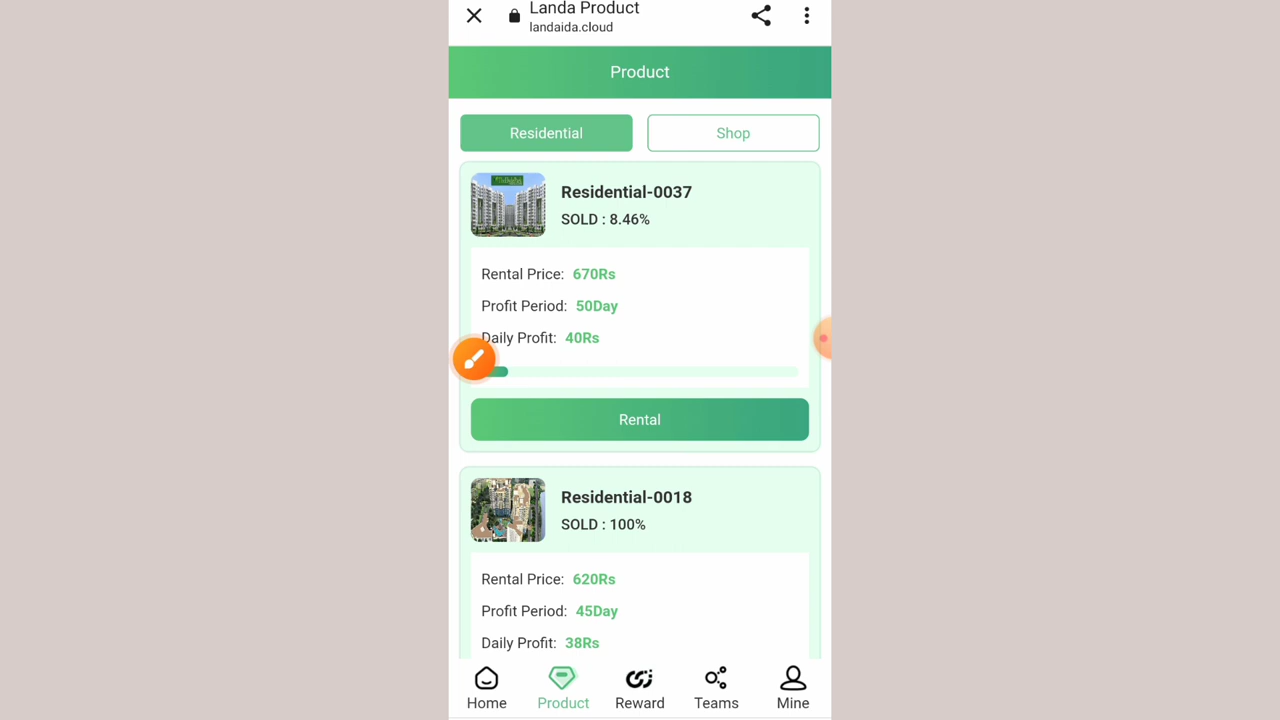 Landa Product
landaida.cloud
Product
Residential
Shop
Residential-0037
SOLD : 8.46%
Rental Price: 670Rs
Profit Period: 50Day
Daily Profit: 40Rs
Rental
Residential-0018
SOLD : 100%
Rental Price: 620Rs
Profit Period: 45Day
Daily Profit: 38Rs
Home
Product
Reward
Teams
Mine